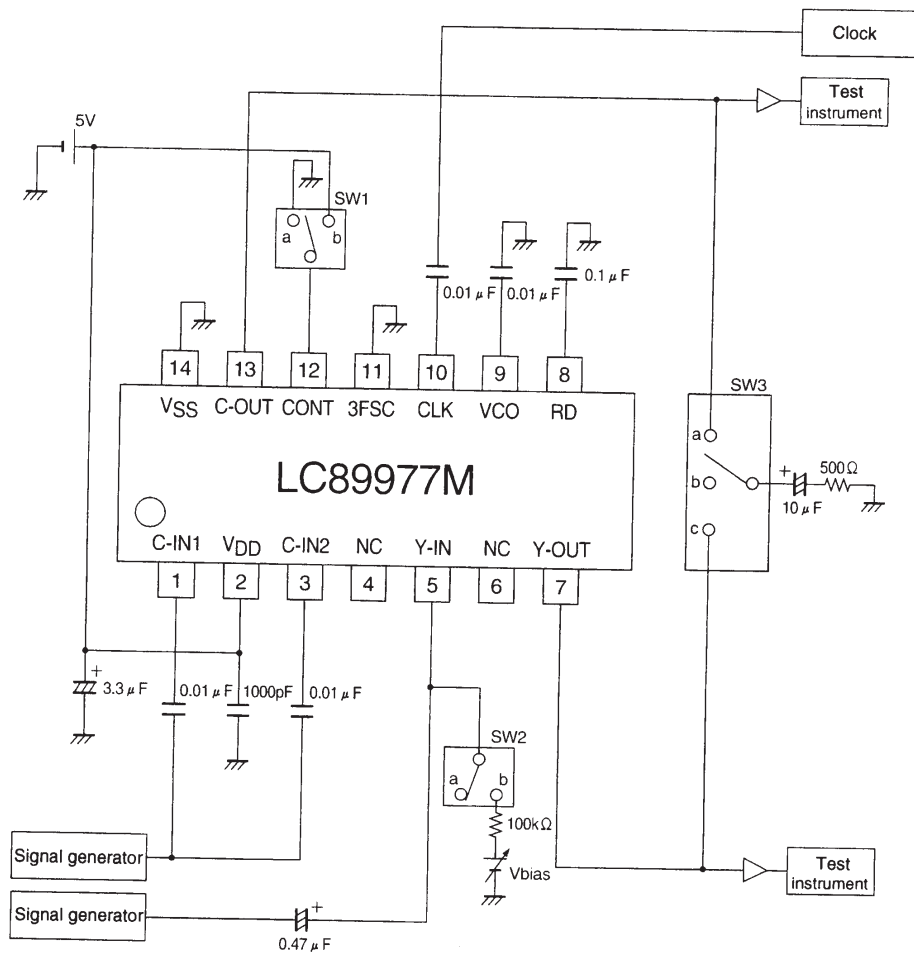 Clock
Test
instrument
5V
SW1
a
b
0.01 μF
0.01 μF
0.1 μF
14
13
12
11
10
9
8
VSS
C-OUT
CONT
3FSC
CLK
VCO
RD
SW3
a
b
c
+
500Ω
10 μF
LC89977M
C-IN1
VDD
C-IN2
NC
Y-IN
NC
Y-OUT
1
2
3
4
5
6
7
+
3.3 μF
0.01 μF
1000pF
0.01 μF
SW2
a
b
100kΩ
Vbias
Signal generator
Test
instrument
Signal generator
+
0.47 μF